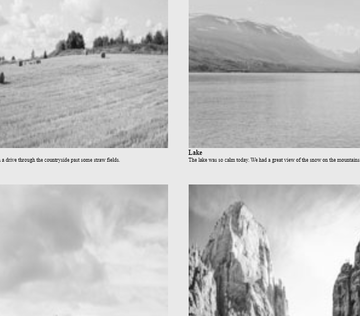 a drive through the countryside past some straw fields.
Lake
The lake was so calm today. We had a great view of the snow on the mountains